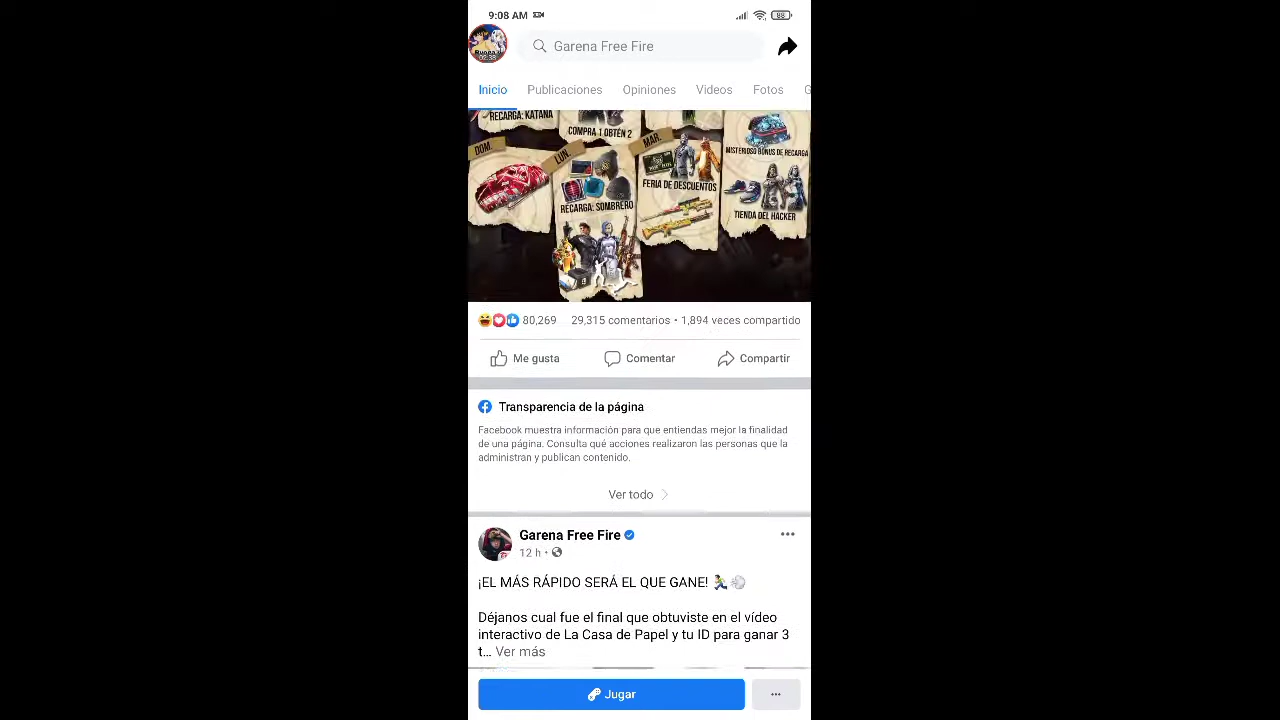 9:08 AM
88
Garena Free Fire
02:38
Inicio Publicaciones Opiniones Videos Fotos G
RECARGA: KATANA
COMPRA 1 OBTÉN 2
MISTERIOSO BONUS DE RECARGA
DOM.
LUN.
MAR.
FERIA DE DESCUENTOS
RECARGA: SOMBRERO
TIENDA DEL HACKER
80,269 29,315 comentarios • 1,894 veces compartido
Me gusta Comentar Compartir
Transparencia de la página
Facebook muestra información para que entiendas mejor la finalidad
de una página. Consulta qué acciones realizaron las personas que la
administran y publican contenido.
Ver todo
Garena Free Fire
12 h •
¡EL MÁS RÁPIDO SERÁ EL QUE GANE! 🏃💨
Déjanos cual fue el final que obtuviste en el vídeo
interactivo de La Casa de Papel y tu ID para ganar 3
t... Ver más
Jugar